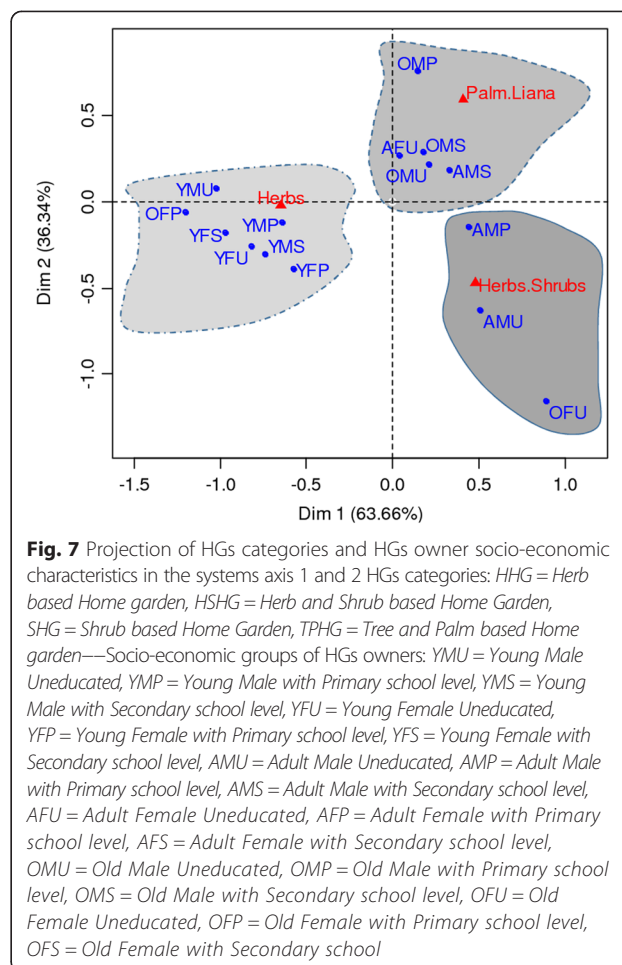 OMP
Palm.Liana
AFU OMS
OMU AMS
YMU Herbs
OFP
YFS YMP
YFU YMS
YFP
AMP
Herbs.Shrubs
AMU
OFU
0.5
0.0
-0.5
-1.0
Dim 2 (36.34%)
-1.5 -1.0 -0.5 0.0 0.5 1.0
Dim 1 (63.66%)
Fig. 7 Projection of HGs categories and HGs owner socio-economic
characteristics in the systems axis 1 and 2 HGs categories: HHG = Herb
based Home garden, HSHG = Herb and Shrub based Home Garden,
SHG = Shrub based Home Garden, TPHG = Tree and Palm based Home
garden––Socio-economic groups of HGs owners: YMU = Young Male
Uneducated, YMP = Young Male with Primary school level, YMS = Young
Male with Secondary school level, YFU = Young Female Uneducated,
YFP = Young Female with Primary school level, YFS = Young Female with
Secondary school level, AMU = Adult Male Uneducated, AMP = Adult Male
with Primary school level, AMS = Adult Male with Secondary school level,
AFU = Adult Female Uneducated, AFP = Adult Female with Primary
school level, AFS = Adult Female with Secondary school level,
OMU = Old Male Uneducated, OMP = Old Male with Primary school
level, OMS = Old Male with Secondary school level, OFU = Old
Female Uneducated, OFP = Old Female with Primary school level,
OFS = Old Female with Secondary school